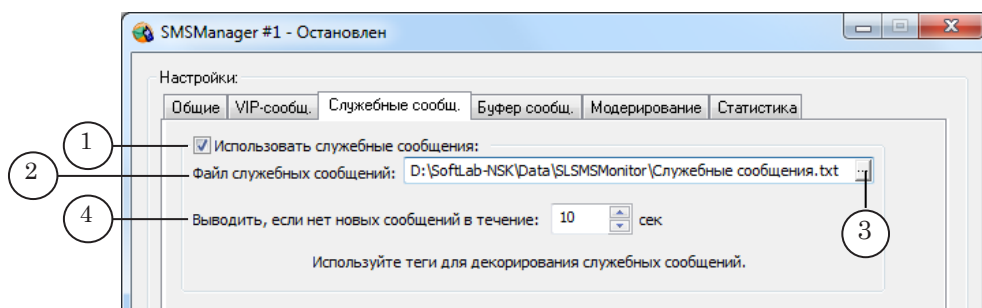 SMSManager #1 - Остановлен
Настройки:
Общие VIP-сообщ. Служебные сообщ. Буфер сообщ. Модерирование Статистика
1 Использовать служебные сообщения:
2 Файл служебных сообщений: D:\SoftLab-NSK\Data\SLSMSMonitor\Служебные сообщения.txt ...
4 Выводить, если нет новых сообщений в течение: 10 сек 3
Используйте теги для декорирования служебных сообщений.